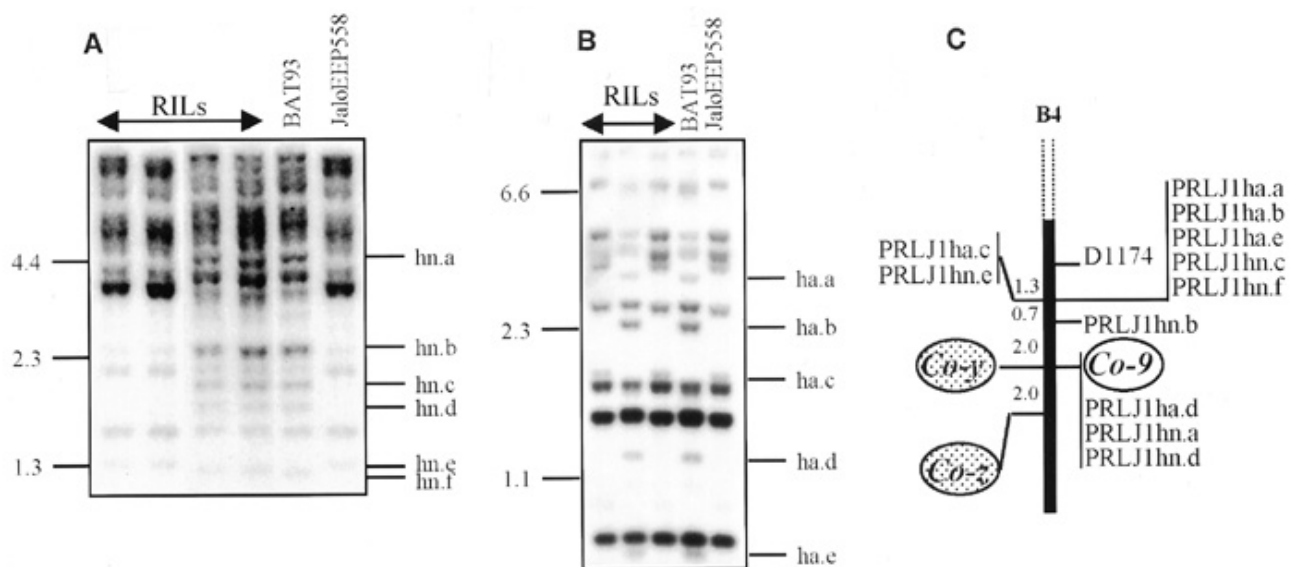 A
RILs
BAT93
JaloEEP558
4.4
2.3
1.3
hn.a
hn.b
hn.c
hn.d
hn.e
hn.f
B
RILs
BAT93
JaloEEP558
6.6
2.3
1.1
ha.a
ha.b
ha.c
ha.d
ha.e
C
B4
PRLJ1ha.a
PRLJ1ha.b
PRLJ1ha.e
PRLJ1hn.c
PRLJ1hn.f
PRLJ1ha.c
PRLJ1hn.e
D1174
1.3
0.7
PRLJ1hn.b
2.0
Co-y
Co-9
2.0
PRLJ1ha.d
PRLJ1hn.a
PRLJ1hn.d
Co-z